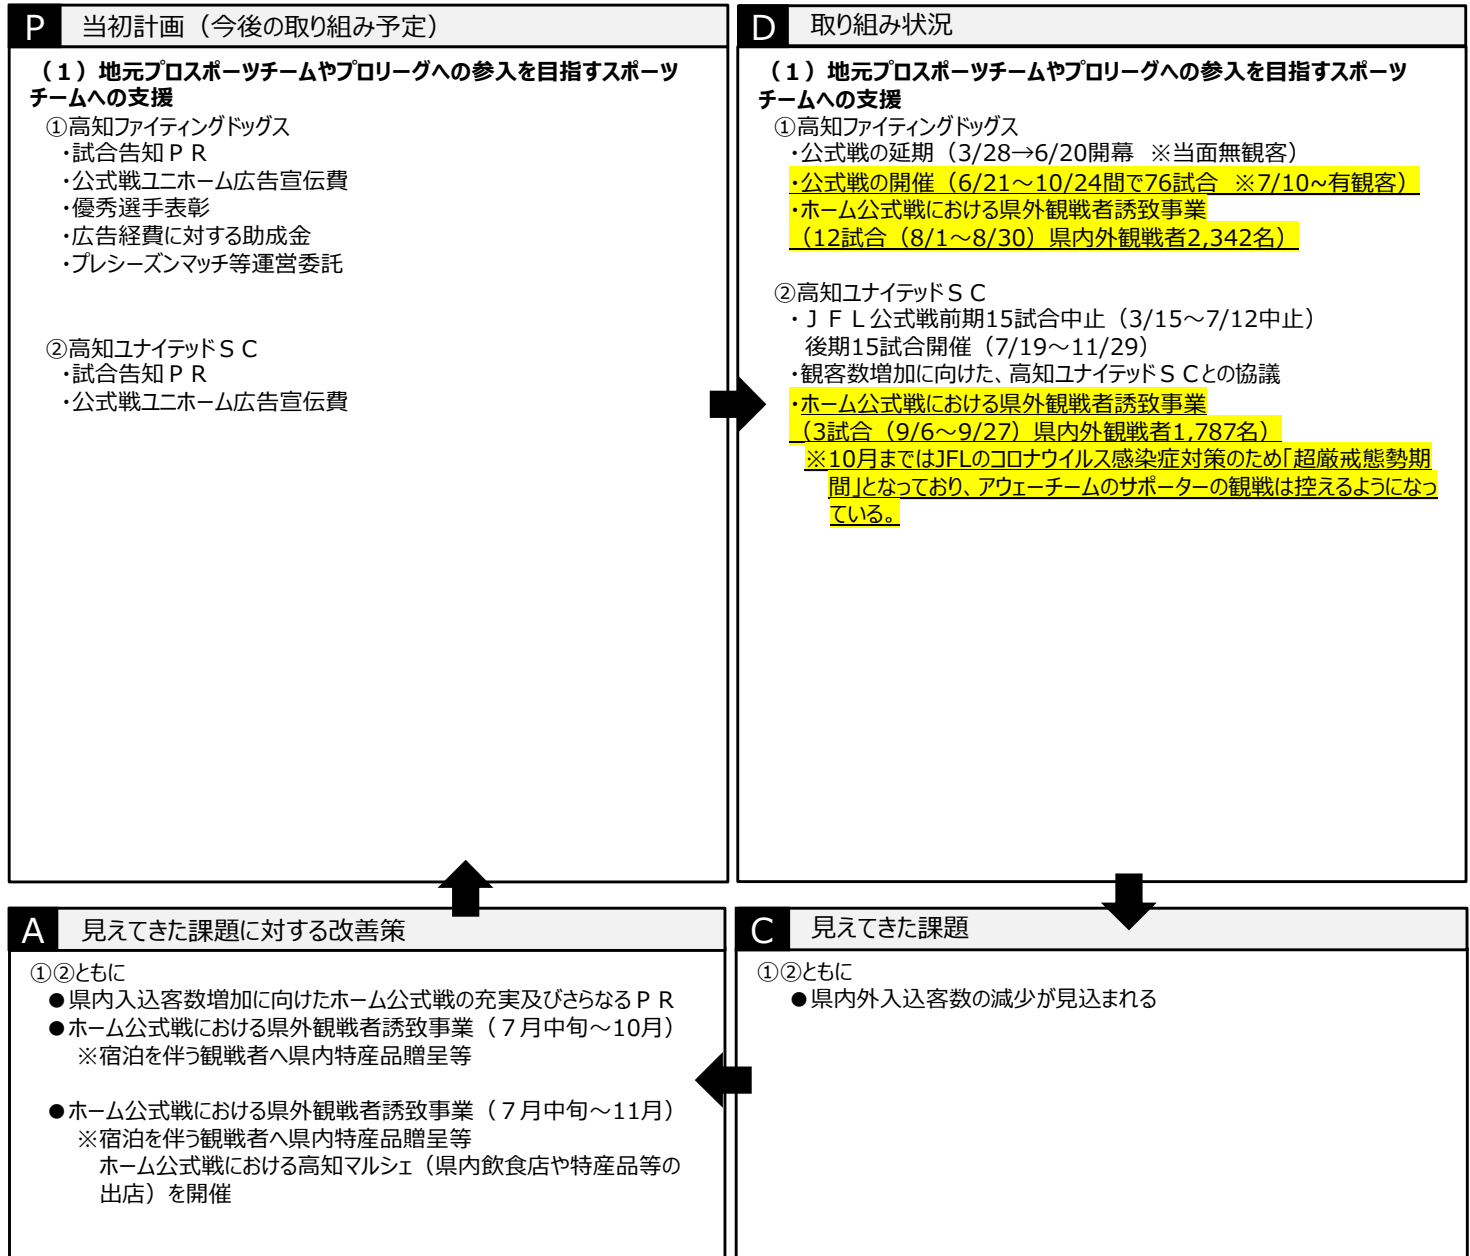 P 当初計画（今後の取り組み予定）
（１）地元プロスポーツチームやプロリーグへの参入を目指すスポーツ
チームへの支援
①高知ファイティングドッグス
・試合告知ＰＲ
・公式戦ユニホーム広告宣伝費
・優秀選手表彰
・広告経費に対する助成金
・プレシーズンマッチ等運営委託
②高知ユナイテッドＳＣ
・試合告知ＰＲ
・公式戦ユニホーム広告宣伝費
D 取り組み状況
（１）地元プロスポーツチームやプロリーグへの参入を目指すスポーツ
チームへの支援
①高知ファイティングドッグス
・公式戦の延期（3/28→6/20開幕　※当面無観客）
・公式戦の開催（6/21～10/24間で76試合　※7/10~有観客）
・ホーム公式戦における県外観戦者誘致事業
（12試合（8/1～8/30）県内外観戦者2,342名）
②高知ユナイテッドＳＣ
・ＪＦＬ公式戦前期15試合中止（3/15～7/12中止）
後期15試合開催（7/19～11/29）
・観客数増加に向けた、高知ユナイテッドＳＣとの協議
・ホーム公式戦における県外観戦者誘致事業
（3試合（9/6～9/27）県内外観戦者1,787名）
※10月まではJFLのコロナウイルス感染症対策のため「超厳戒態勢期
間」となっており、アウェーチームのサポーターの観戦は控えるようになっ
ている。
A 見えてきた課題に対する改善策
①②ともに
●県内入込客数増加に向けたホーム公式戦の充実及びさらなるＰＲ
●ホーム公式戦における県外観戦者誘致事業（７月中旬～10月）
※宿泊を伴う観戦者へ県内特産品贈呈等
●ホーム公式戦における県外観戦者誘致事業（７月中旬～11月）
※宿泊を伴う観戦者へ県内特産品贈呈等
ホーム公式戦における高知マルシェ（県内飲食店や特産品等の
出店）を開催
C 見えてきた課題
①②ともに
●県内外入込客数の減少が見込まれる